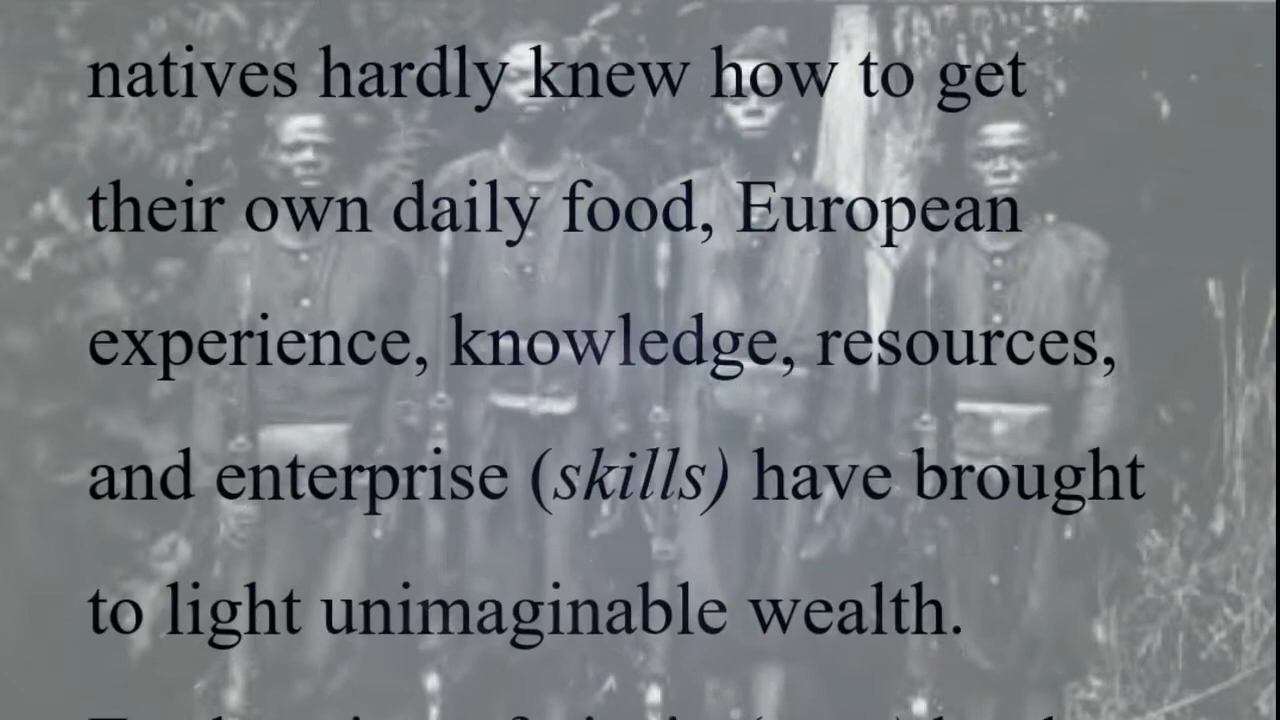 natives hardly knew how to get
their own daily food, European
experience, knowledge, resources,
and enterprise (skills) have brought
to light unimaginable wealth.